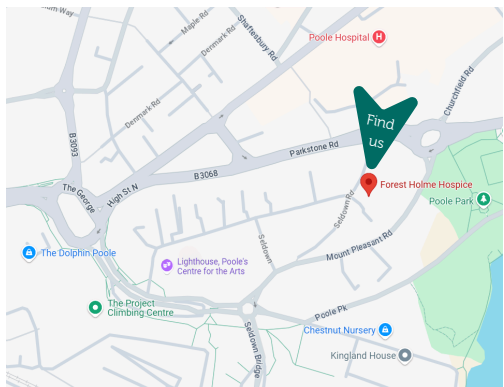 Maple Rd
Shaftesbury Rd
Denmark Rd
Denmark Rd
Poole Hospital
H
Churchfield Rd
Find
us
B3093
Parkstone Rd
B3068
High St N
The George
Forest Holme Hospice
Poole Park
Seldown Rd
Seldown
Mount Pleasant Rd
The Dolphin Poole
Lighthouse, Poole's
Centre for the Arts
The Project
Climbing Centre
Poole Pk
Seldown Bridge
Chestnut Nursery
Kingland House